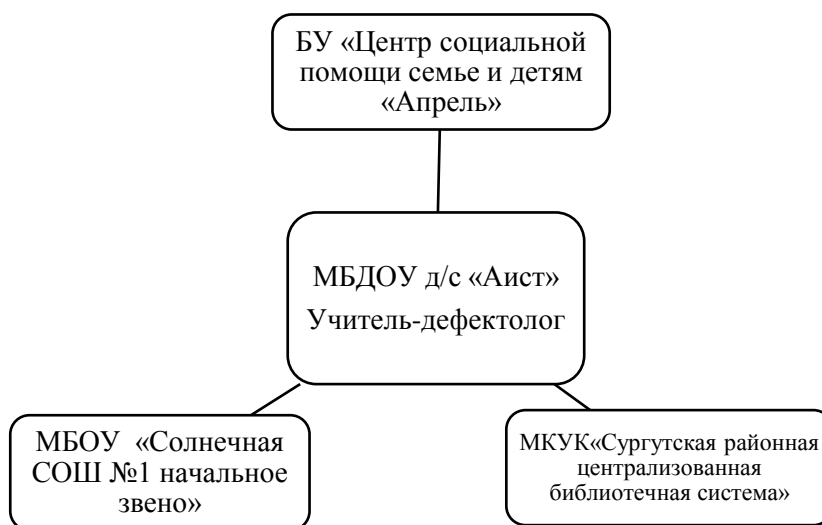 БУ «Центр социальной
помощи семье и детям
«Апрель»
МБДОУ д/с «Аист»
Учитель-дефектолог
МБОУ «Солнечная
СОШ №1 начальное
звено»
МКУК«Сургутская районная
централизованная
библиотечная система»